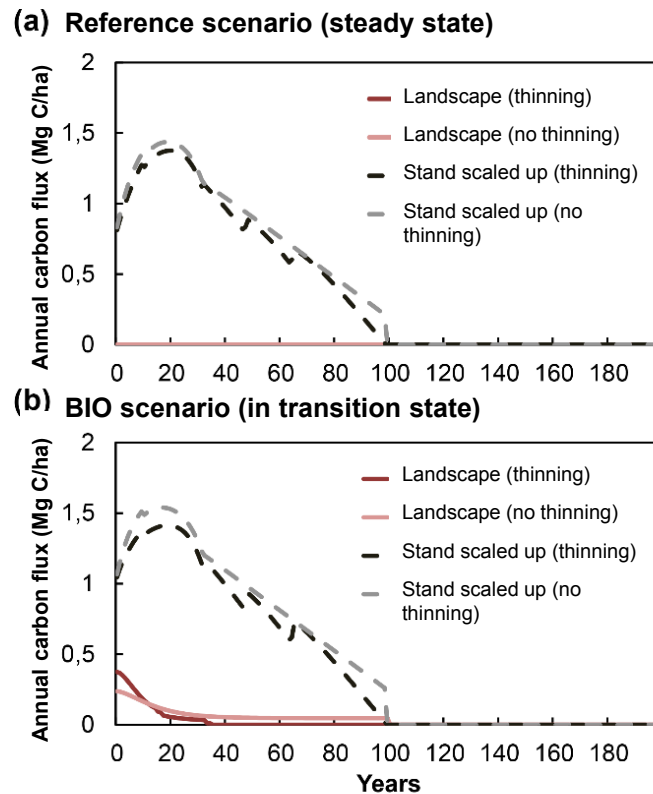 (a) Reference scenario (steady state)
2
1,5
1
0,5
0
Annual carbon flux (Mg C/ha)
Landscape (thinning)
Landscape (no thinning)
Stand scaled up (thinning)
Stand scaled up (no
thinning)
0 20 40 60 80 100 120 140 160 180
(b) BIO scenario (in transition state)
2
1,5
1
0,5
0
Annual carbon flux (Mg C/ha)
Landscape (thinning)
Landscape (no thinning)
Stand scaled up (thinning)
Stand scaled up (no
thinning)
0 20 40 60 80 100 120 140 160 180
Years